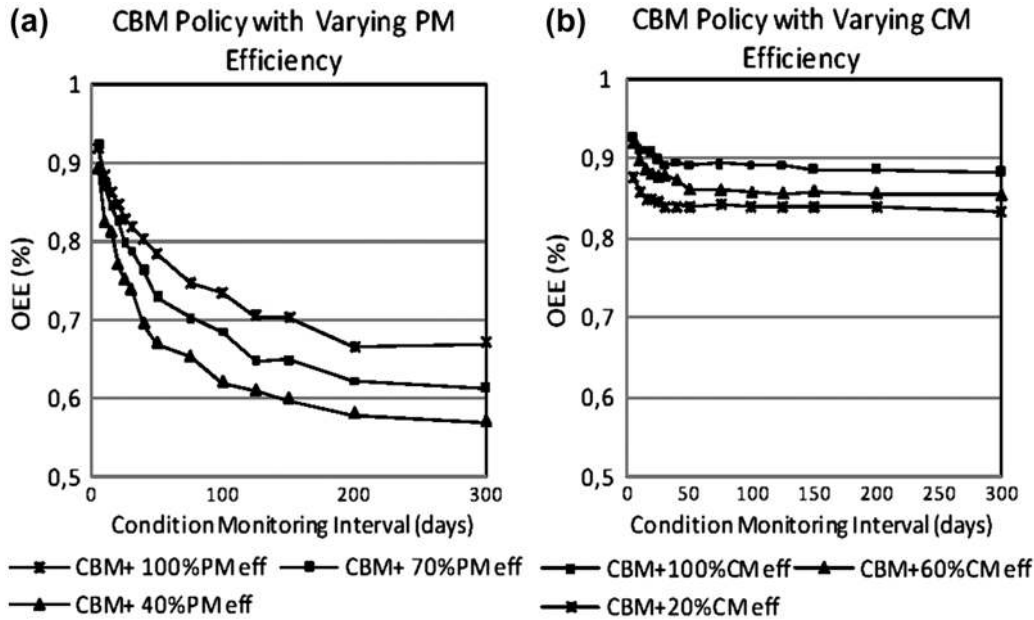 (a)
CBM Policy with Varying PM
Efficiency
1
0,9
0,8
0,7
0,6
0,5
OEE (%)
0
100
200
300
Condition Monitoring Interval (days)
CBM+ 100%PM eff
CBM+ 70%PM eff
CBM+ 40%PM eff
(b)
CBM Policy with Varying CM
Efficiency
1
0,9
0,8
0,7
0,6
0,5
OEE (%)
0
50
100
150
200
300
Condition Monitoring Interval (days)
CBM+100%CM eff
CBM+60%CM eff
CBM+20%CM eff